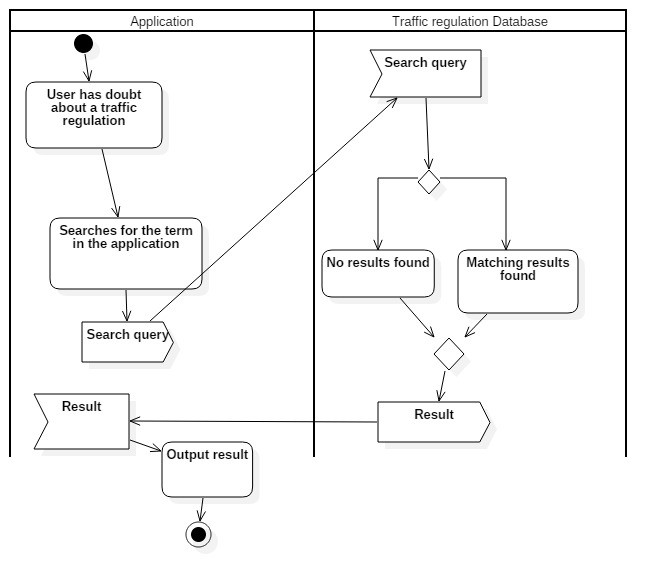 Application
Traffic regulation Database
User has doubt
about a traffic
regulation
Searches for the term
in the application
Search query
Search query
No results found
Matching results
found
Result
Result
Output result